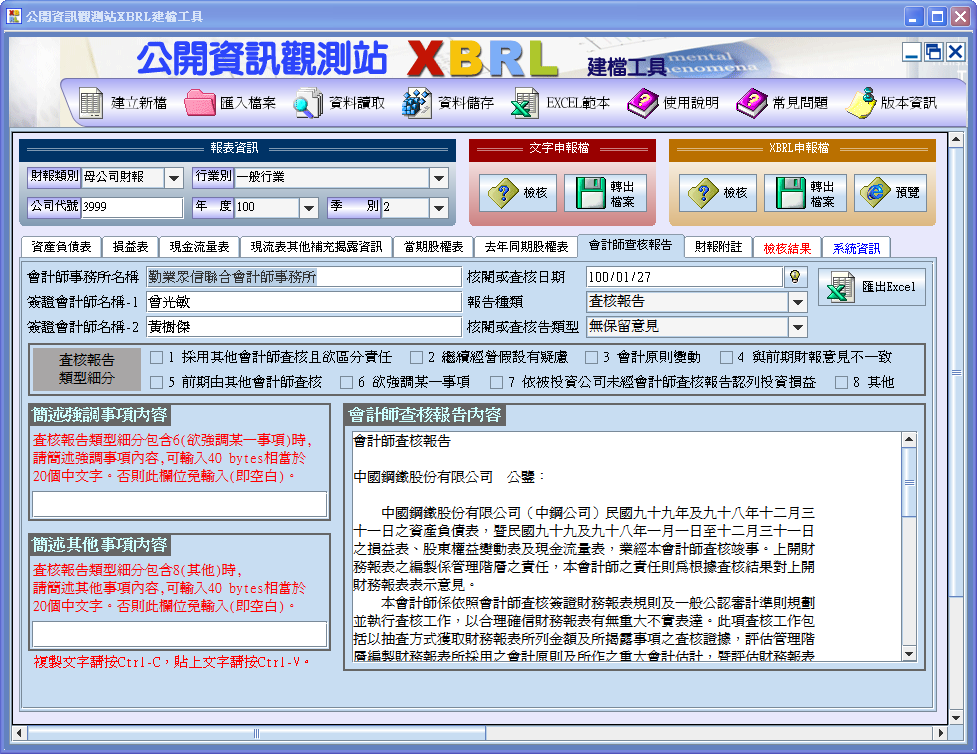 公開資訊觀測站XBRL建檔工具
公開資訊觀測站 XBRL 建檔工具
mental
enomena
建立新檔 匯入檔案 資料讀取 資料儲存 EXCEL範本 使用說明 常見問題 版本資訊
報表資訊 文字申報檔 XBRL申報檔
財報類別 母公司財報 行業別 一般行業
檢核 轉出檔案 檢核 轉出檔案 預覽
公司代號 3999 年 度 100 季 別 2
資產負債表 損益表 現金流量表 現流表其他補充揭露資訊 當期股權表 去年同期股權表 會計師查核報告 財報附註 檢核結果 系統資訊
會計師事務所名稱 勤業眾信聯合會計師事務所 核閱或查核日期 100/01/27 匯出Excel
簽證會計師名稱-1 曾光敏 報告種類 查核報告
簽證會計師名稱-2 黃樹傑 核閱或查核告類型 無保留意見
查核報告
類型細分
1 採用其他會計師查核且欲區分責任 2 繼續經營假設有疑慮 3 會計原則變動 4 與前期財報意見不一致
5 前期由其他會計師查核 6 欲強調某一事項 7 依被投資公司未經會計師查核報告認列投資損益 8 其他
簡述強調事項內容
查核報告類型細分包含6(欲強調某一事項)時,
請簡述強調事項內容,可輸入40 bytes相當於
20個中文字。否則此欄位免輸入(即空白)。
簡述其他事項內容
查核報告類型細分包含8(其他)時,
請簡述其他事項內容,可輸入40 bytes相當於
20個中文字。否則此欄位免輸入(即空白)。
複製文字請按Ctrl-C，貼上文字請按Ctrl-V。
會計師查核報告內容
會計師查核報告
中國鋼鐵股份有限公司 公鑒：
中國鋼鐵股份有限公司（中鋼公司）民國九十九年及九十八年十二月三
十一日之資產負債表，暨民國九十九及九十八年一月一日至十二月三十一日
之損益表、股東權益變動表及現金流量表，業經本會計師查核竣事。上開財
務報表之編製係管理階層之責任，本會計師之責任則為根據查核結果對上開
財務報表表示意見。
本會計師係依照會計師查核簽證財務報表規則及一般公認審計準則規劃
並執行查核工作，以合理確信財務報表有無重大不實表達。此項查核工作包
括以抽查方式獲取財務報表所列金額及所揭露事項之查核證據，評估管理階
層編製財務報表所採用之會計原則及所作之重大會計估計，暨評估財務報表